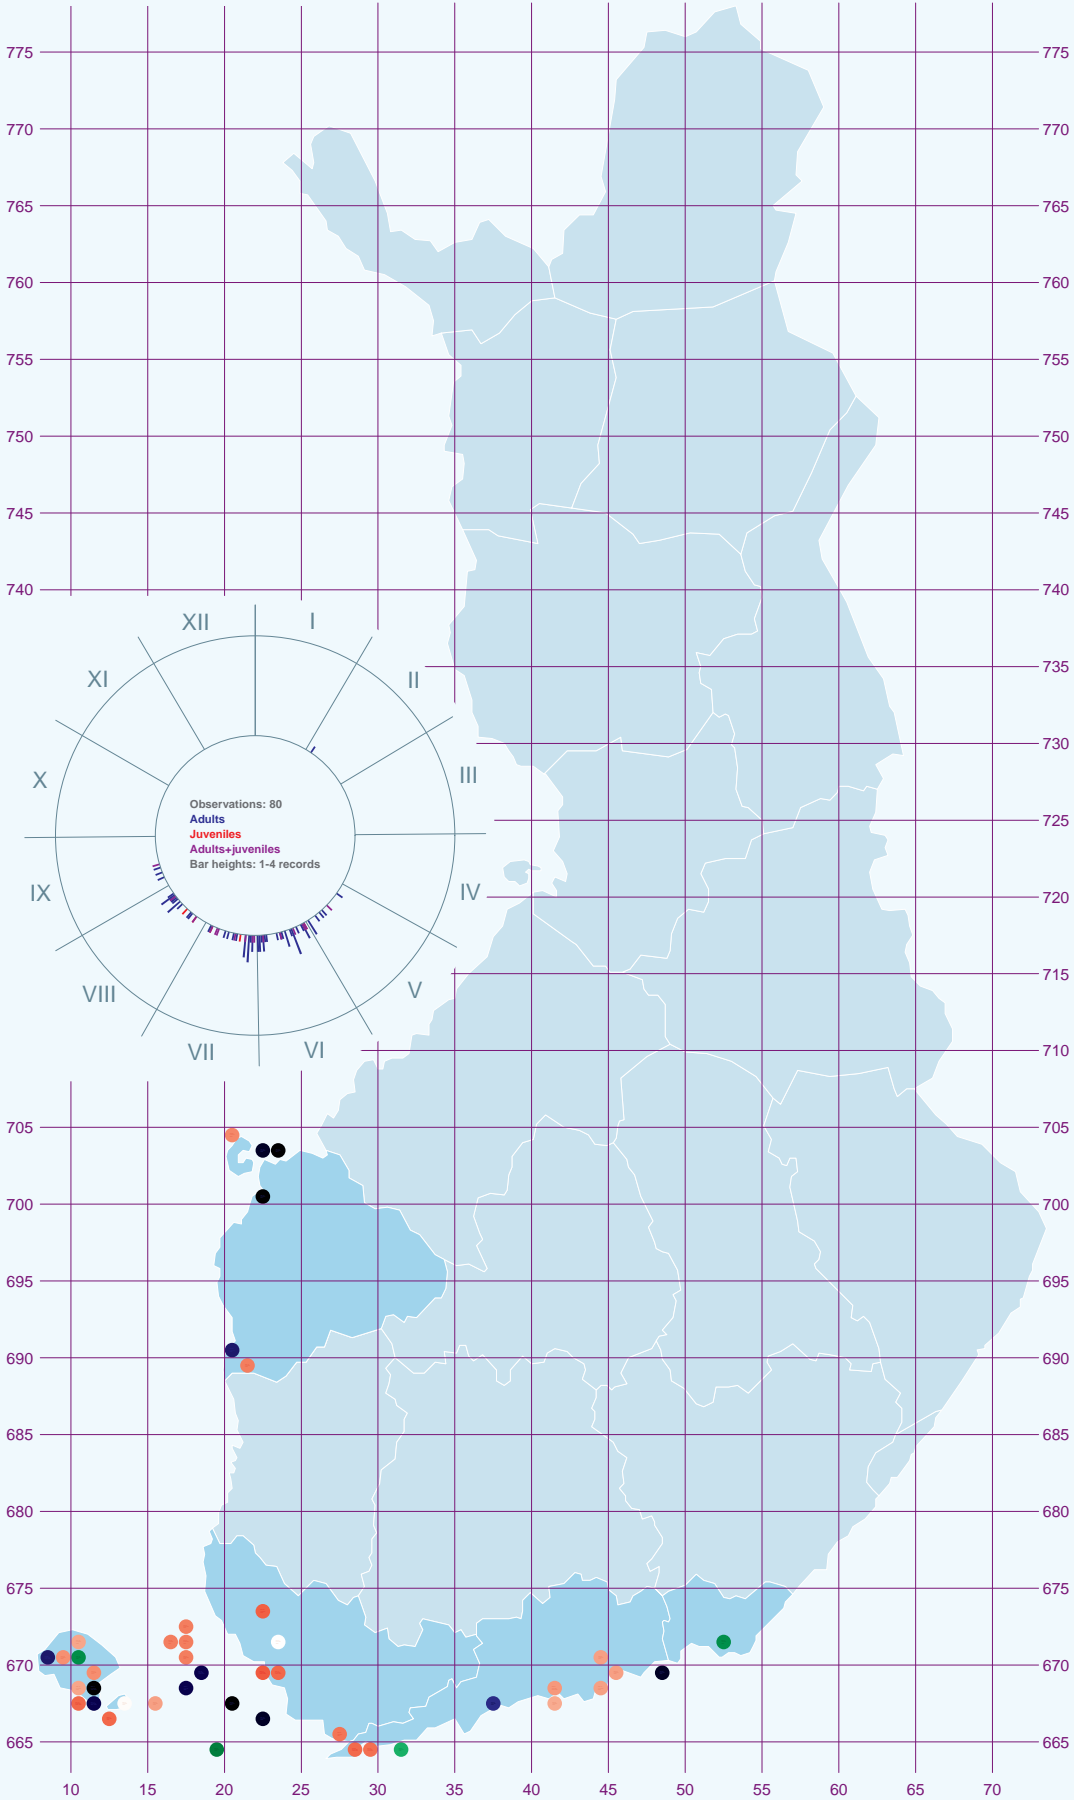 775 775
770 770
765 765
760 760
755 755
750 750
745 745
740 740
XII I
735
XI II
730
X III
Observations: 80
Adults
725
Juveniles
Adults+juveniles
Bar heights: 1-4 records
IX IV
720
715
VIII V
VII VI
710
705 705
700 700
695 695
690 690
685 685
680 680
675 675
670 670
665 665
10 15 20 25 30 35 40 45 50 55 60 65 70